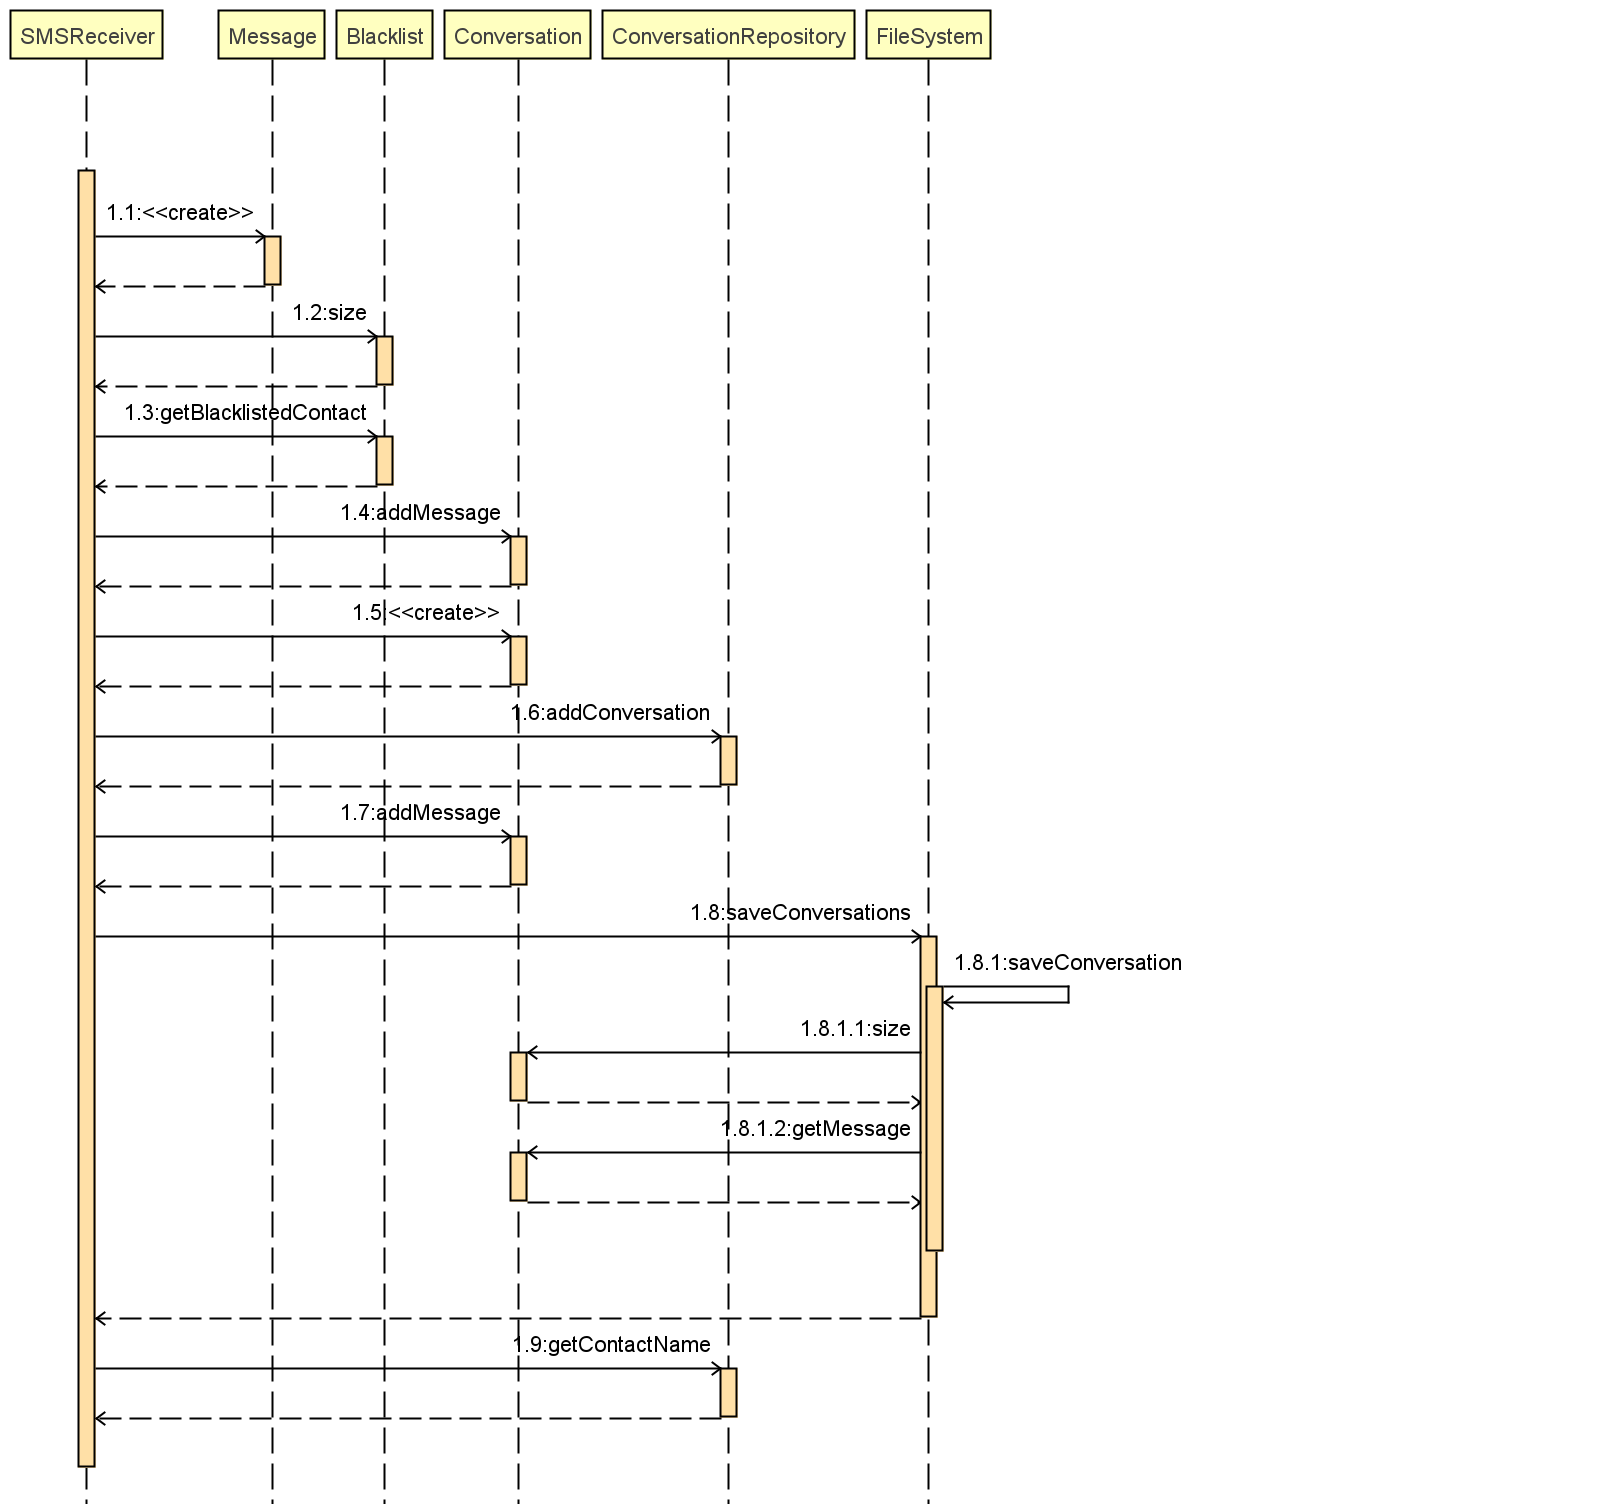 SMSReceiver
Message
Blacklist
Conversation
ConversationRepository
FileSystem
1.1:<<create>>
1.2:size
1.3:getBlacklistedContact
1.4:addMessage
1.5:<<create>>
1.6:addConversation
1.7:addMessage
1.8:saveConversations
1.8.1:saveConversation
1.8.1.1:size
1.8.1.2:getMessage
1.9:getContactName